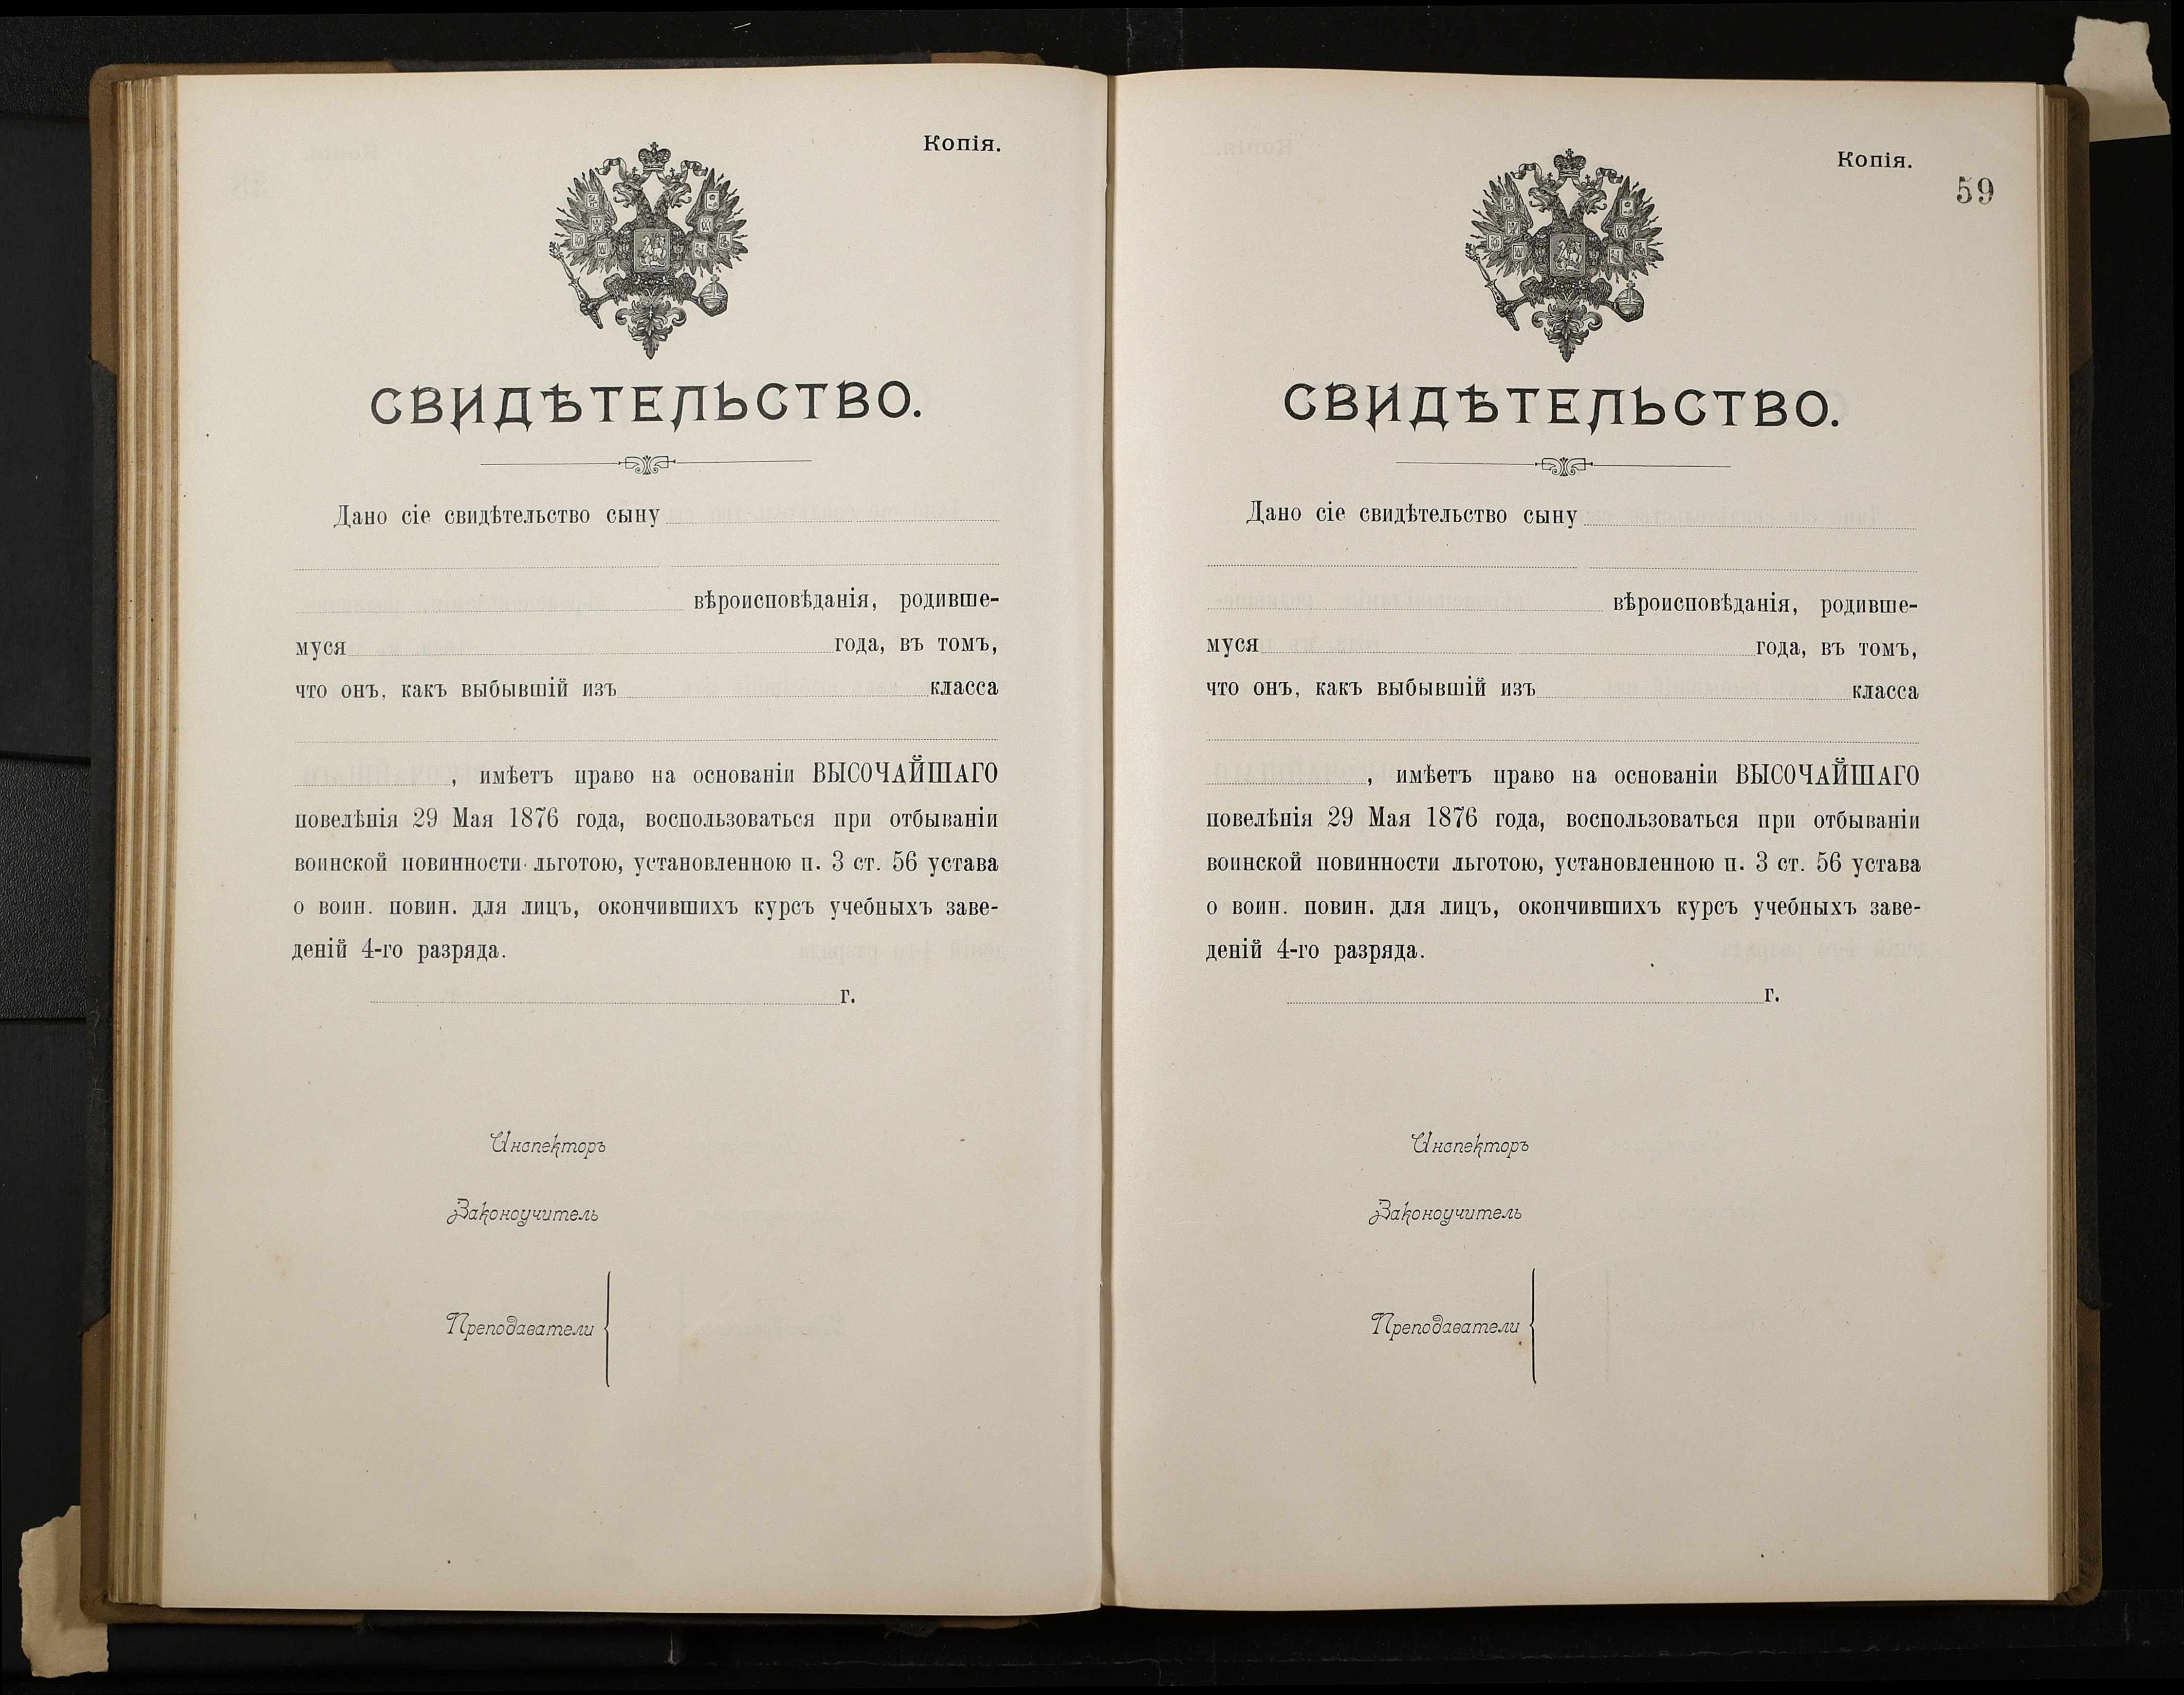 Копія.
СВИДѢТЕЛЬСТВО.
Дано сіе свидѣтельство сыну
вѣроисповѣданія, родивше-
муся года, въ томъ,
что онъ, какъ выбывшій изъ класса
, имѣетъ право на основаніи ВЫСОЧАЙШАГО
повелѣнія 29 Мая 1876 года, воспользоваться при отбываніи
воинской повинности льготою, установленною п. 3 ст. 56 устава
о воин. повин. для лицъ, окончившихъ курсъ учебныхъ заве-
деній 4-го разряда.
г.
Инспекторъ
Законоучитель
Преподаватели
Копія.
59
СВИДѢТЕЛЬСТВО.
Дано сіе свидѣтельство сыну
вѣроисповѣданія, родивше-
муся года, въ томъ,
что онъ, какъ выбывшій изъ класса
, имѣетъ право на основаніи ВЫСОЧАЙШАГО
повелѣнія 29 Мая 1876 года, воспользоваться при отбываніи
воинской повинности льготою, установленною п. 3 ст. 56 устава
о воин. повин. для лицъ, окончившихъ курсъ учебныхъ заве-
деній 4-го разряда.
г.
Инспекторъ
Законоучитель
Преподаватели